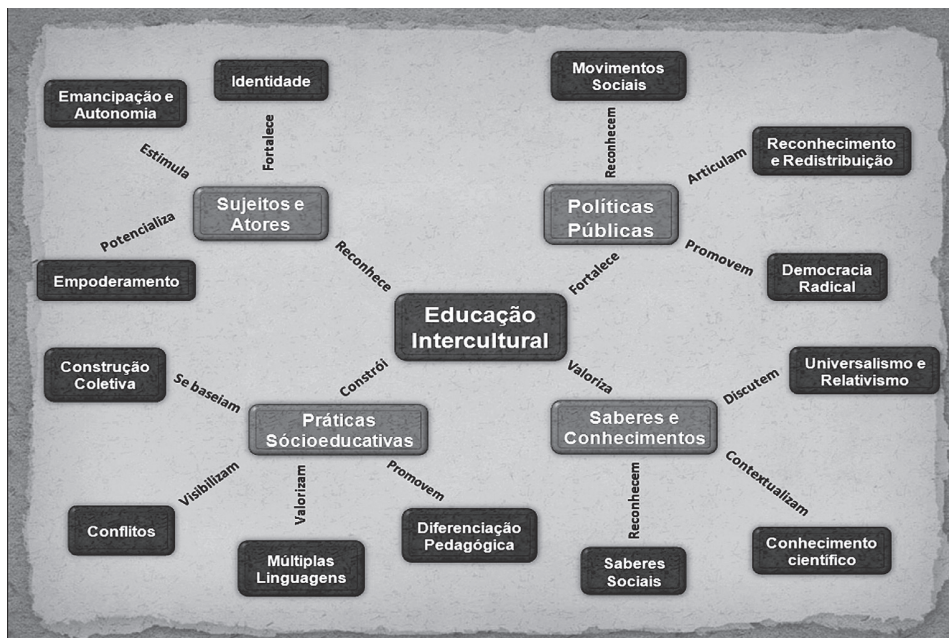 Identidade
Emancipação e
Autonomia
Estimula
Fortalece
Sujeitos e
Atores
Potencializa
Empoderamento
Reconhece
Movimentos
Sociais
Reconhecem
Reconhecimento
e Redistribuição
Articulam
Políticas
Públicas
Promovem
Democracia
Radical
Fortalece
Educação
Intercultural
Constrói
Valoriza
Construção
Coletiva
Se baseiam
Práticas
Sócioeducativas
Visibilizam
Conflitos
Valorizam
Múltiplas
Linguagens
Promovem
Diferenciação
Pedagógica
Universalismo e
Relativismo
Discutem
Saberes e
Conhecimentos
Contextualizam
Conhecimento
científico
Reconhecem
Saberes
Sociais